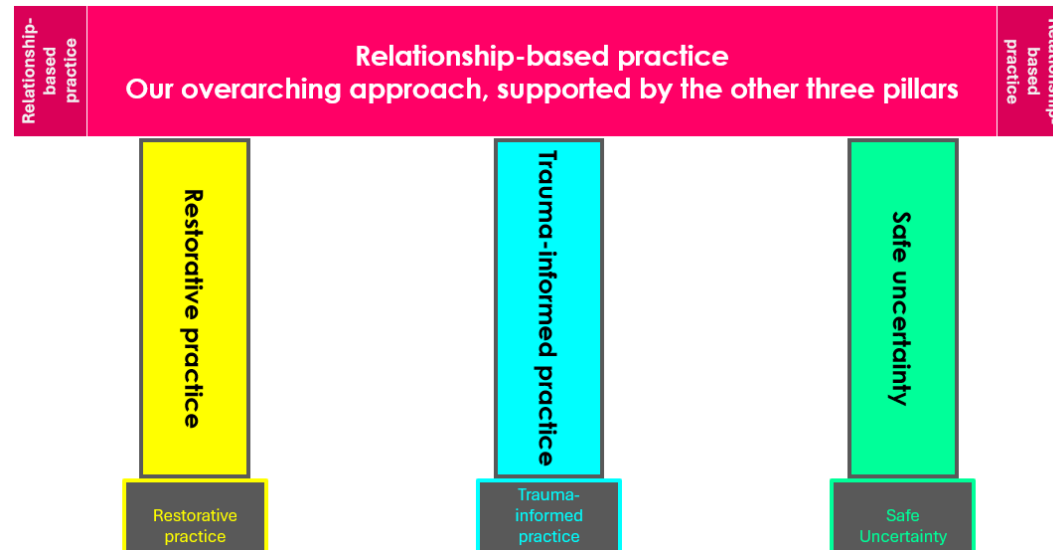 Relationship-
based
practice
Relationship-based practice
Our overarching approach, supported by the other three pillars
Relationship-
based
practice
Restorative practice
Trauma-informed practice
Safe uncertainty
Restorative
practice
Trauma-
informed
practice
Safe
Uncertainty